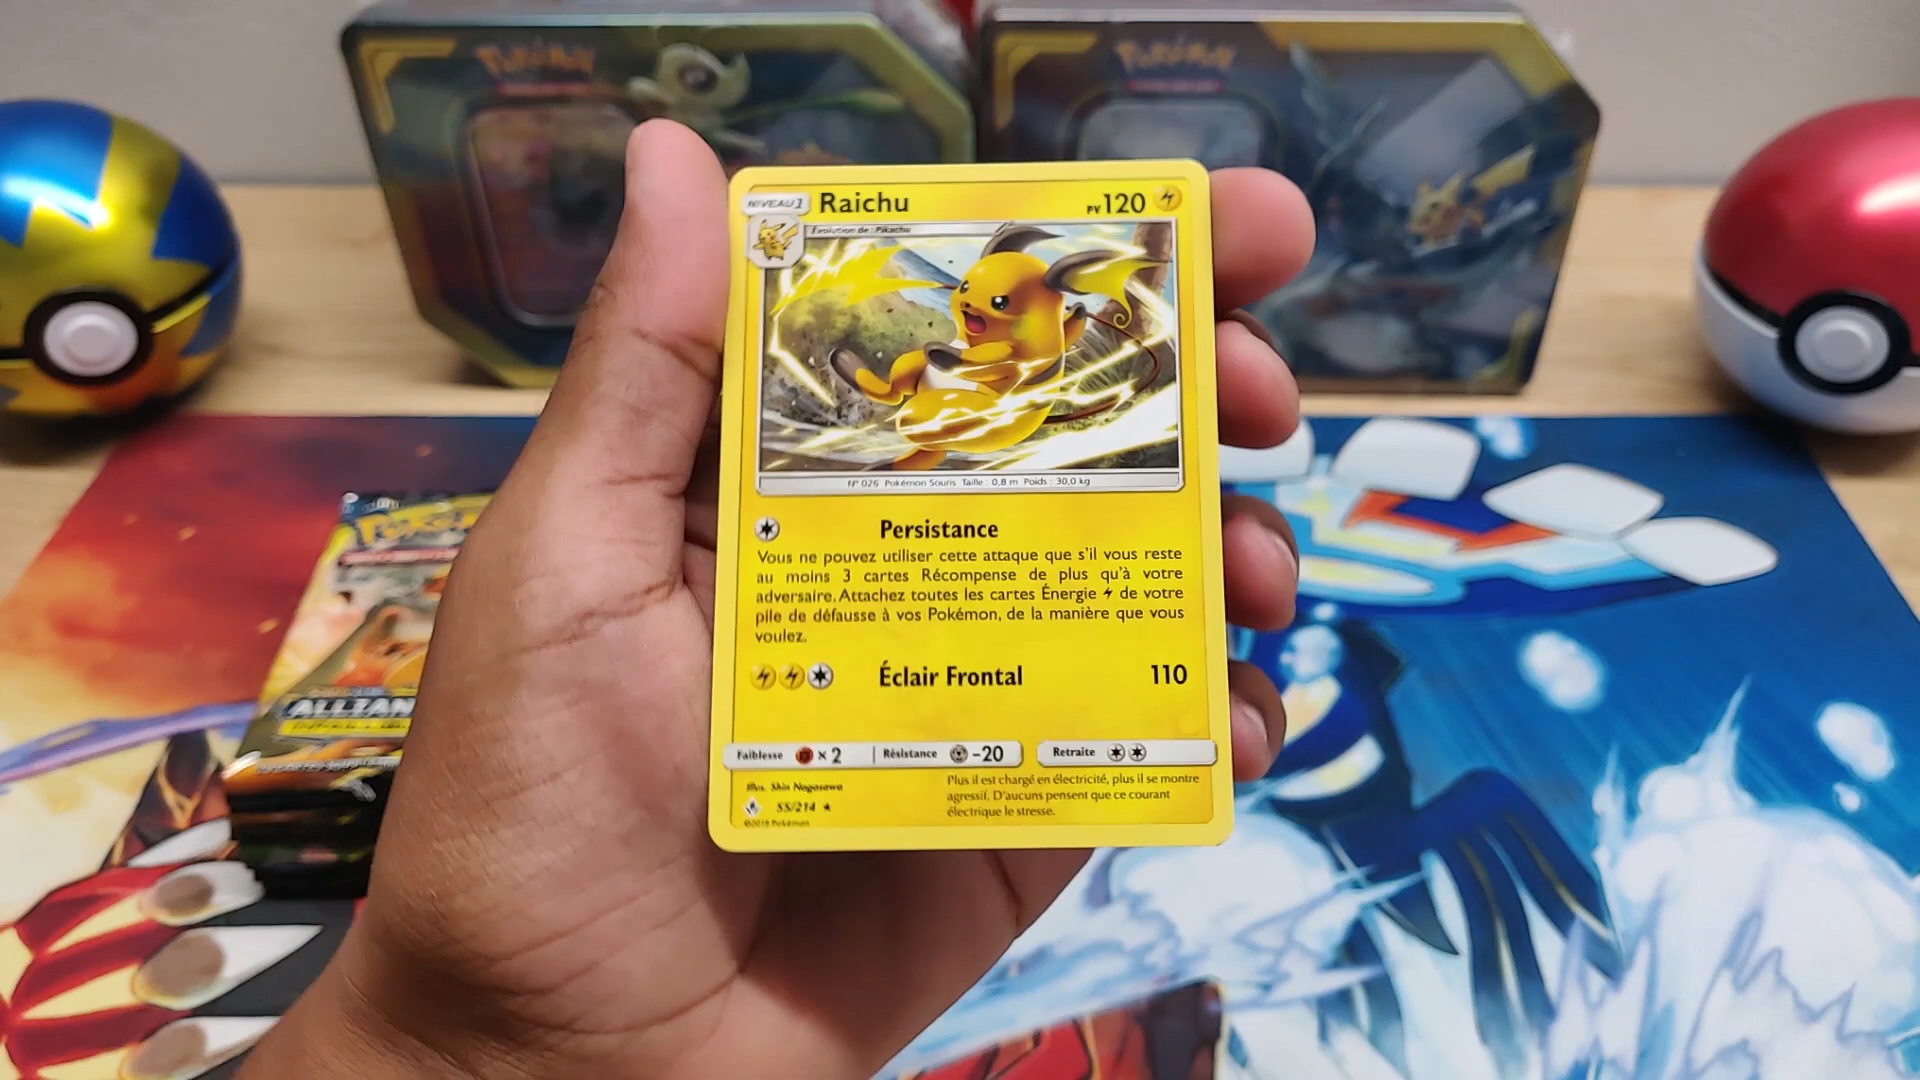 Pokémon
Pokémon
NIVEAU 1
Raichu
PV 120
Évolution de : Pikachu
N° 026 Pokémon Souris Taille : 0,8 m Poids : 30,0 kg
Persistance
Vous ne pouvez utiliser cette attaque que s'il vous reste
au moins 3 cartes Récompense de plus qu'à votre
adversaire. Attachez toutes les cartes Énergie de votre
pile de défausse à vos Pokémon, de la manière que vous
voulez.
Éclair Frontal 110
Faiblesse × 2 Résistance -20 Retraite
Illus. Shin Nagasawa
55/214
©2018 Pokémon
Plus il est chargé en électricité, plus il se montre
agressif. D'aucuns pensent que ce courant
électrique le stresse.